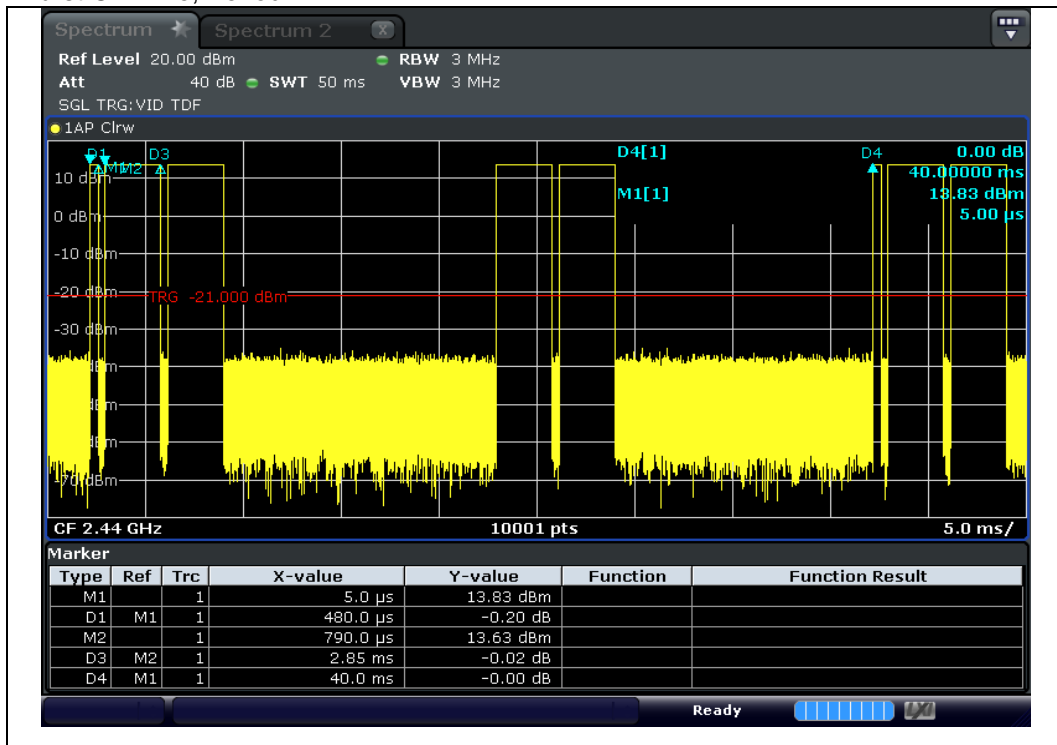 Spectrum Spectrum 2 X
Ref Level 20.00 dBm RBW 3 MHz
Att 40 dB SWT 50 ms VBW 3 MHz
SGL TRG:VID TDF
1AP Clrw
D1 D3 D4[1] D4 0.00 dB
M1 M2 40.00000 ms
10 dBm M1[1] 13.83 dBm
0 dBm 5.00 µs
-10 dBm
-20 dBm TRG -21.000 dBm
-30 dBm
dBm
dBm
dBm
-70 dBm
CF 2.44 GHz 10001 pts 5.0 ms/
Marker
Type Ref Trc X-value Y-value Function Function Result
M1 1 5.0 µs 13.83 dBm
D1 M1 1 480.0 µs -0.20 dB
M2 1 790.0 µs 13.63 dBm
D3 M2 1 2.85 ms -0.02 dB
D4 M1 1 40.0 ms -0.00 dB
Ready LXI